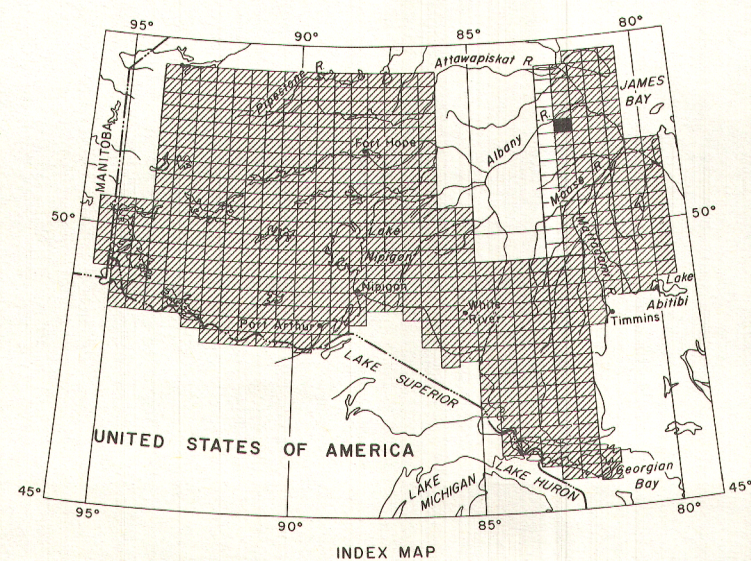 95°
90°
85°
80°
Attawapiskat R
JAMES
BAY
Pipestone
R.
R.
MANITOBA
Fort Hope
Albany
Moose R
50°
50°
Mattagami R
Lake
Nipigon
Nipigon
Lake
Abitibi
White
River
Timmins
Port Arthur
LAKE SUPERIOR
UNITED STATES OF AMERICA
LAKE
MICHIGAN
LAKE HURON
Georgian
Bay
45°
45°
95°
90°
85°
80°
INDEX MAP